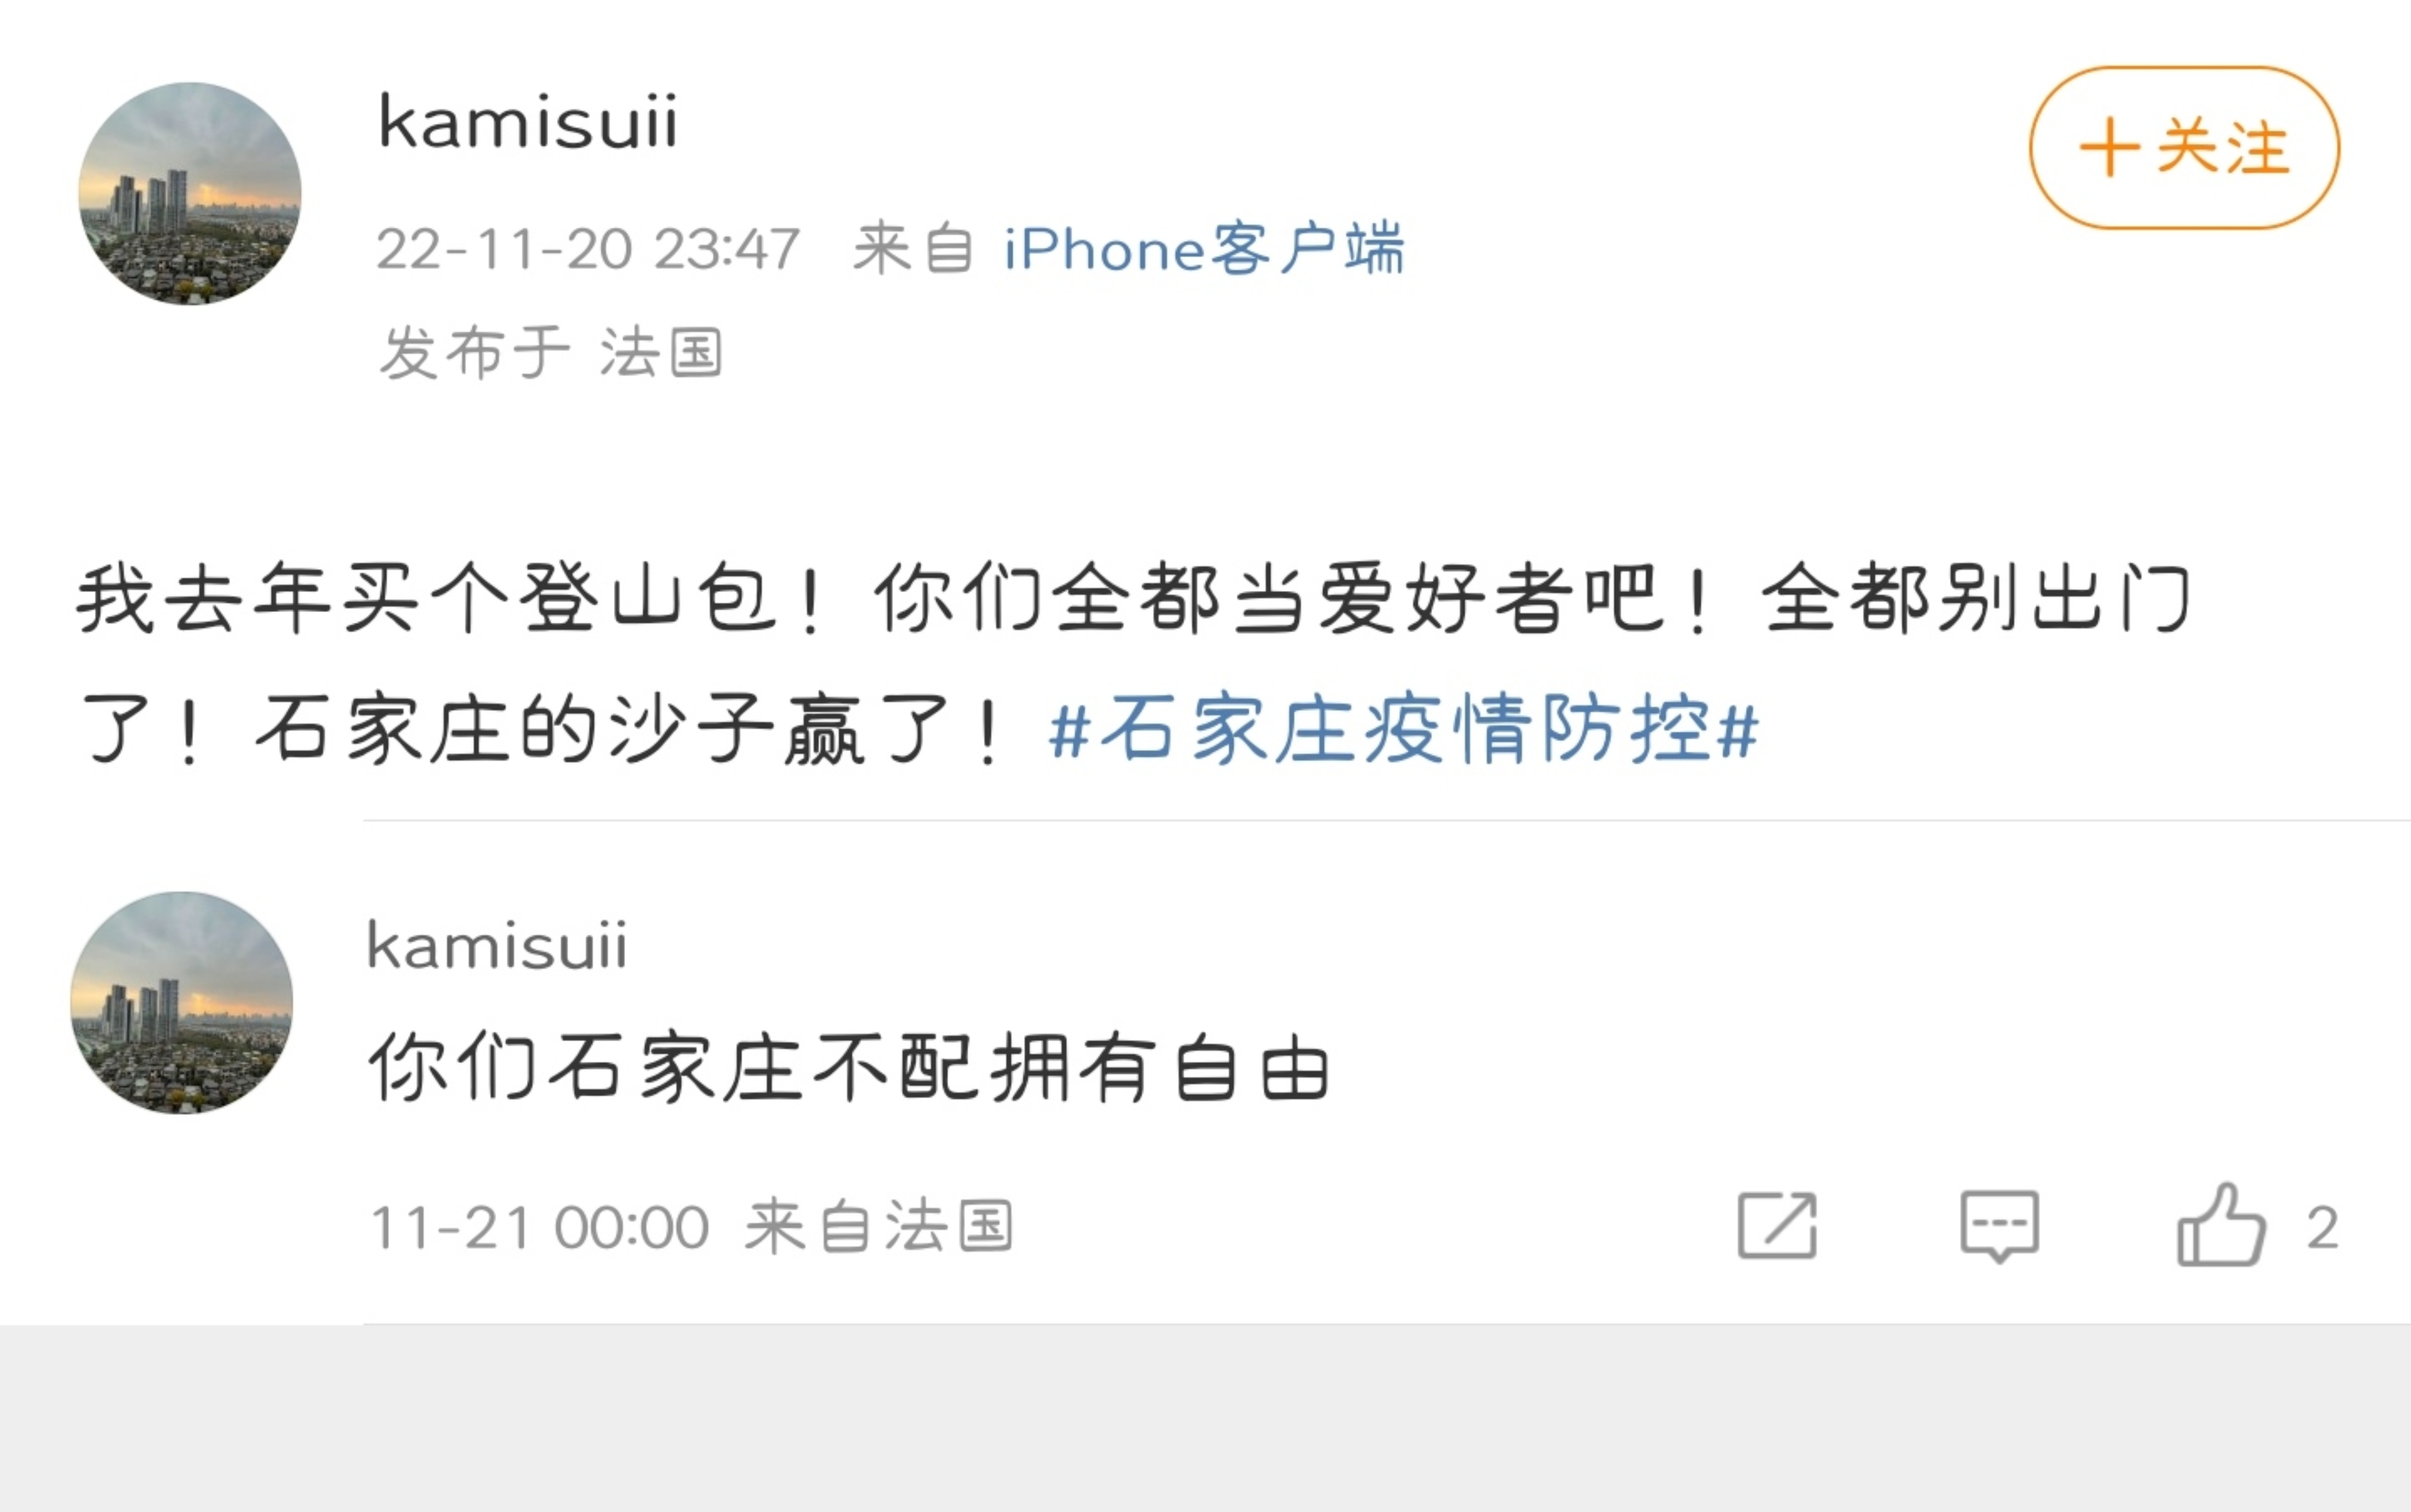 kamisuii
十关注
22-11-20 23:47 来自 iPhone客户端
发布于 法国
我去年买个登山包！你们全都当爱好者吧！全都别出门
了！石家庄的沙子赢了！#石家庄疫情防控#
kamisuii
你们石家庄不配拥有自由
11-21 00:00 来自法国
2